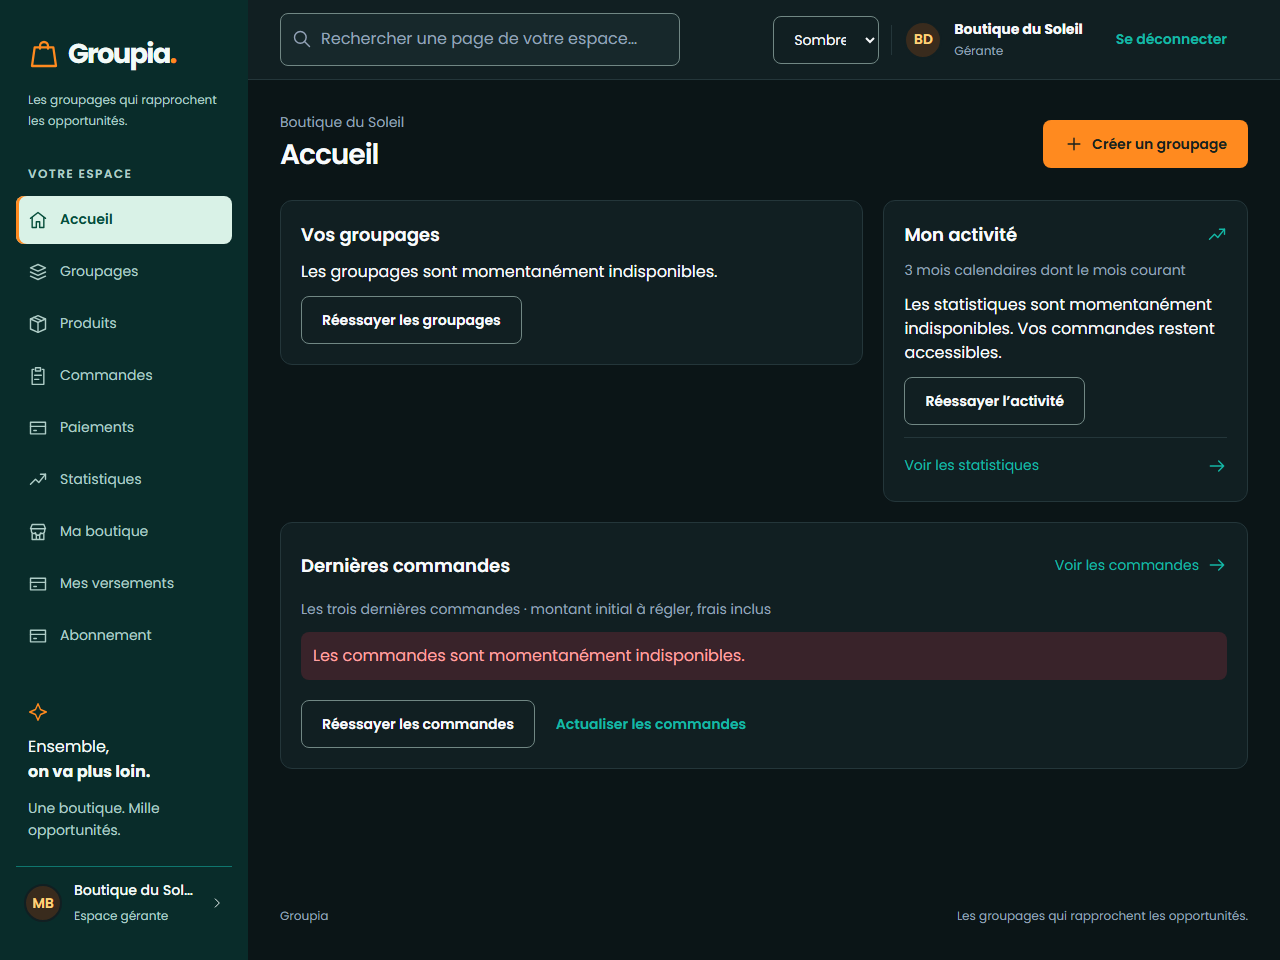 Groupia.
Les groupages qui rapprochent
les opportunités.
VOTRE ESPACE
Accueil
Groupages
Produits
Commandes
Paiements
Statistiques
Ma boutique
Mes versements
Abonnement
Ensemble,
on va plus loin.
Une boutique. Mille
opportunités.
MB
Boutique du Sol...
Espace gérante
Rechercher une page de votre espace...
Sombre
BD
Boutique du Soleil
Gérante
Se déconnecter
Boutique du Soleil
Accueil
Créer un groupage
Vos groupages
Les groupages sont momentanément indisponibles.
Réessayer les groupages
Mon activité
3 mois calendaires dont le mois courant
Les statistiques sont momentanément
indisponibles. Vos commandes restent
accessibles.
Réessayer l’activité
Voir les statistiques
Dernières commandes
Voir les commandes
Les trois dernières commandes · montant initial à régler, frais inclus
Les commandes sont momentanément indisponibles.
Réessayer les commandes
Actualiser les commandes
Groupia
Les groupages qui rapprochent les opportunités.